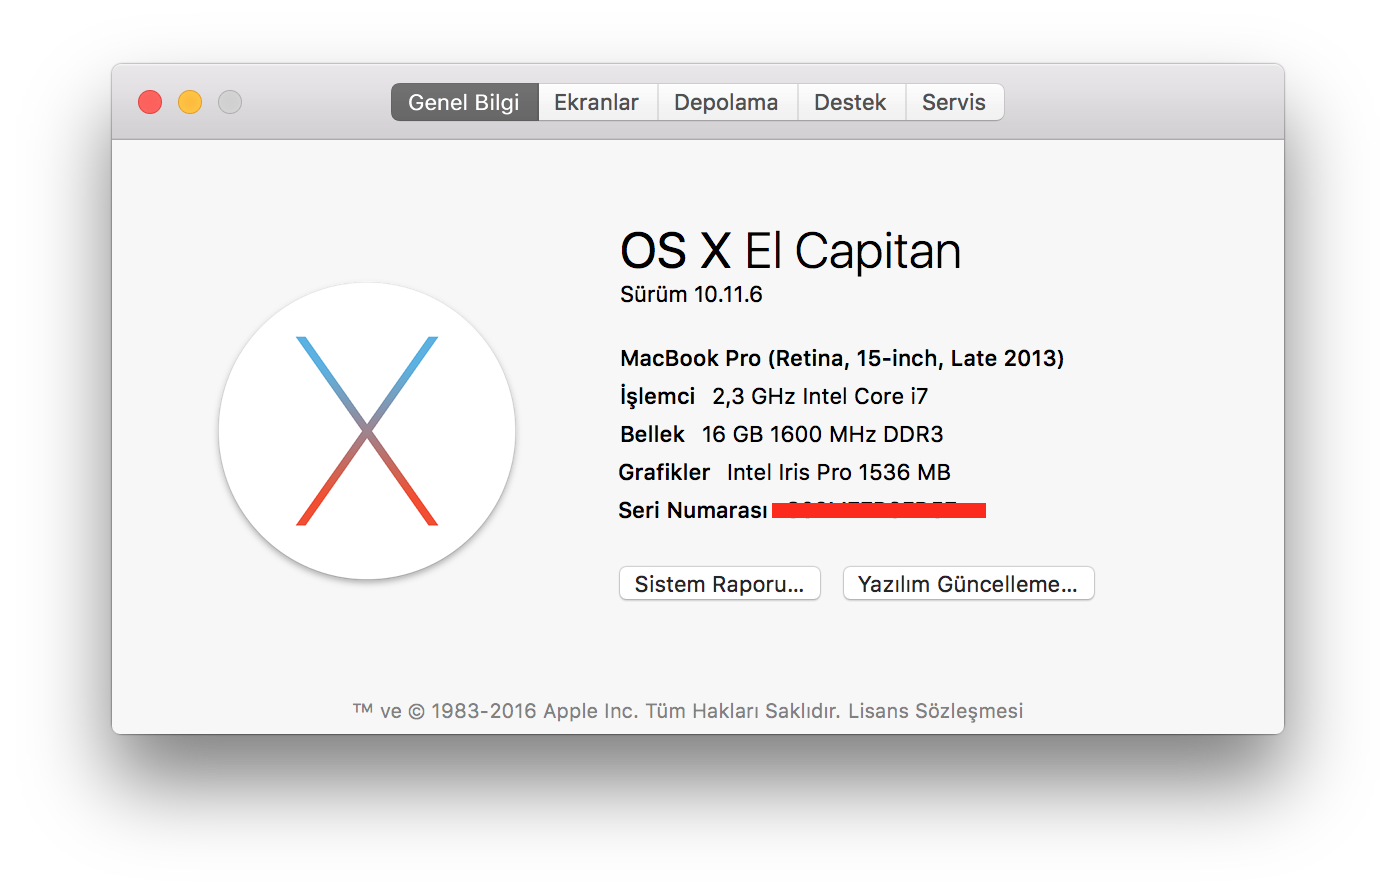 Genel Bilgi Ekranlar Depolama Destek Servis
OS X El Capitan
Sürüm 10.11.6
MacBook Pro (Retina, 15-inch, Late 2013)
İşlemci 2,3 GHz Intel Core i7
Bellek 16 GB 1600 MHz DDR3
Grafikler Intel Iris Pro 1536 MB
Seri Numarası
Sistem Raporu... Yazılım Güncelleme...
™ ve © 1983-2016 Apple Inc. Tüm Hakları Saklıdır. Lisans Sözleşmesi